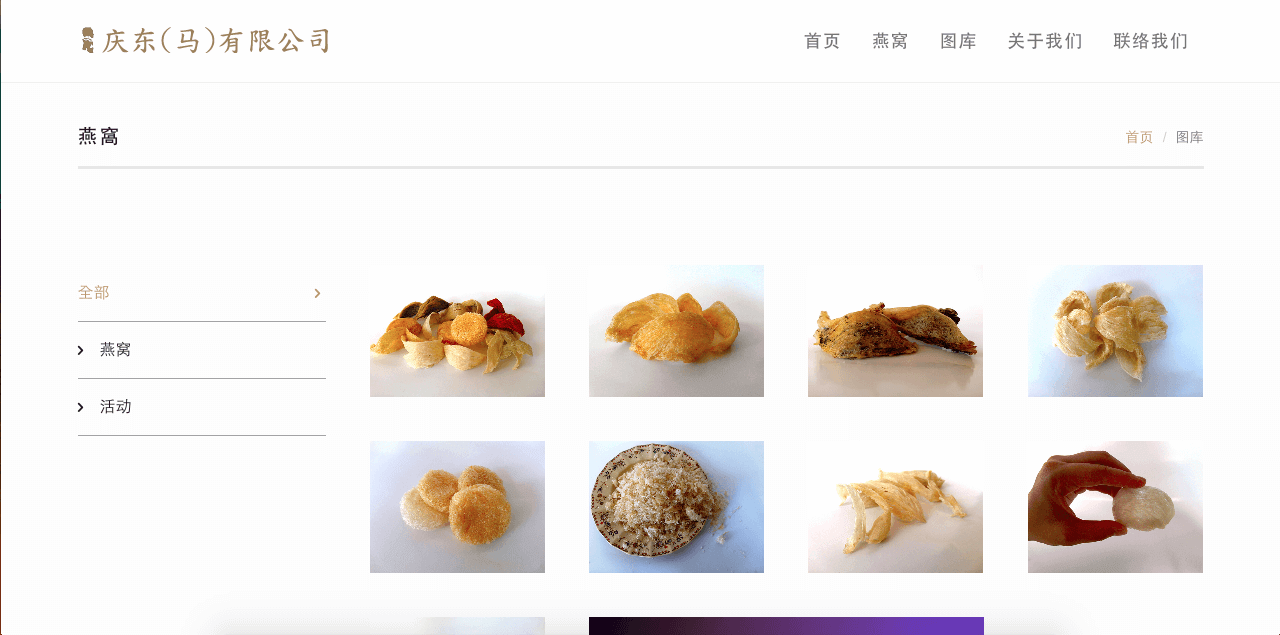 庆东(马)有限公司
首页 燕窝 图库 关于我们 联络我们
燕窩
首页 / 图库
全部
燕窝
活动